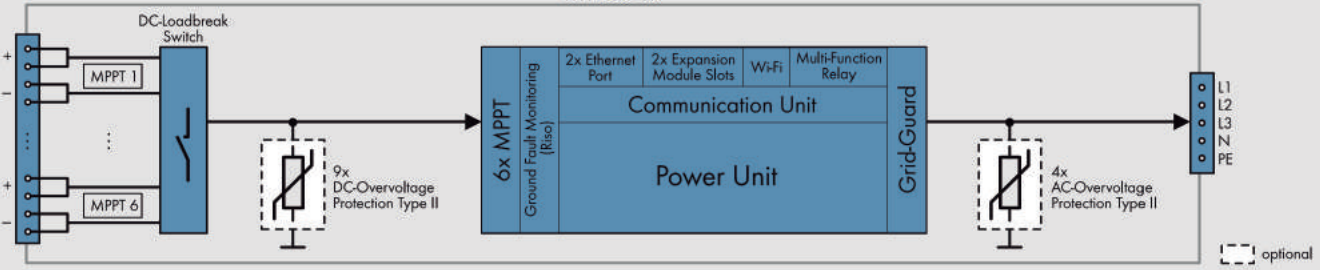 DC-Loadbreak
Switch
+
MPPT 1
−
⋮
⋮
+
MPPT 6
−
9x
DC-Overvoltage
Protection Type II
6x MPPT
Ground Fault Monitoring
(Riso)
2x Ethernet
Port
2x Expansion
Module Slots
Wi-Fi
Multi-Function
Relay
Communication Unit
Power Unit
Grid-Guard
4x
AC-Overvoltage
Protection Type II
L1
L2
L3
N
PE
optional